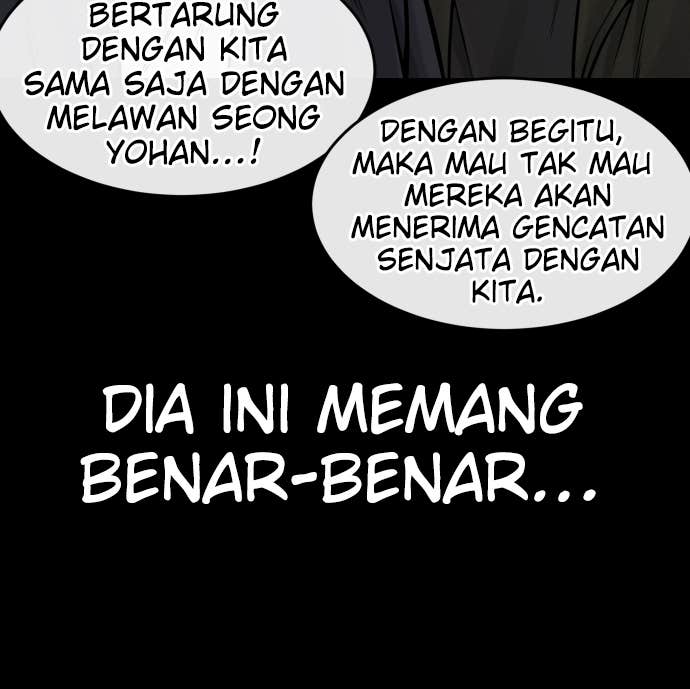 BERTARUNG
DENGAN KITA
SAMA SAJA DENGAN
MELAWAN SEONG
YOHAN...!
DENGAN BEGITU,
MAKA MAU TAK MAU
MEREKA AKAN
MENERIMA GENCATAN
SENJATA DENGAN
KITA.
DIA INI MEMANG
BENAR-BENAR...